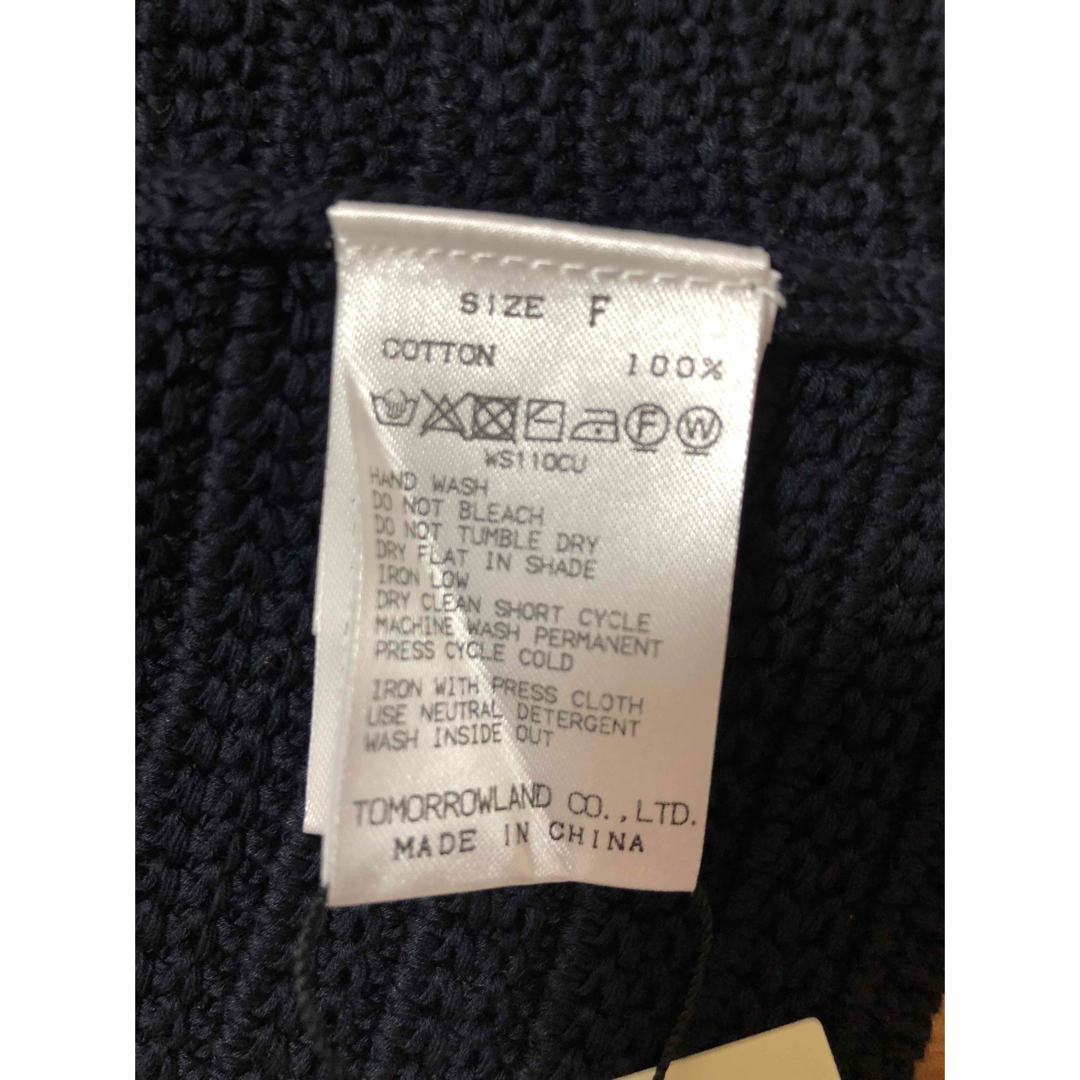 SIZE F
COTTON 100%
F W
WS110CU
HAND WASH
DO NOT BLEACH
DO NOT TUMBLE DRY
DRY FLAT IN SHADE
IRON LOW
DRY CLEAN SHORT CYCLE
MACHINE WASH PERMANENT
PRESS CYCLE COLD
IRON WITH PRESS CLOTH
USE NEUTRAL DETERGENT
WASH INSIDE OUT
TOMORROWLAND CO.,LTD.
MADE IN CHINA